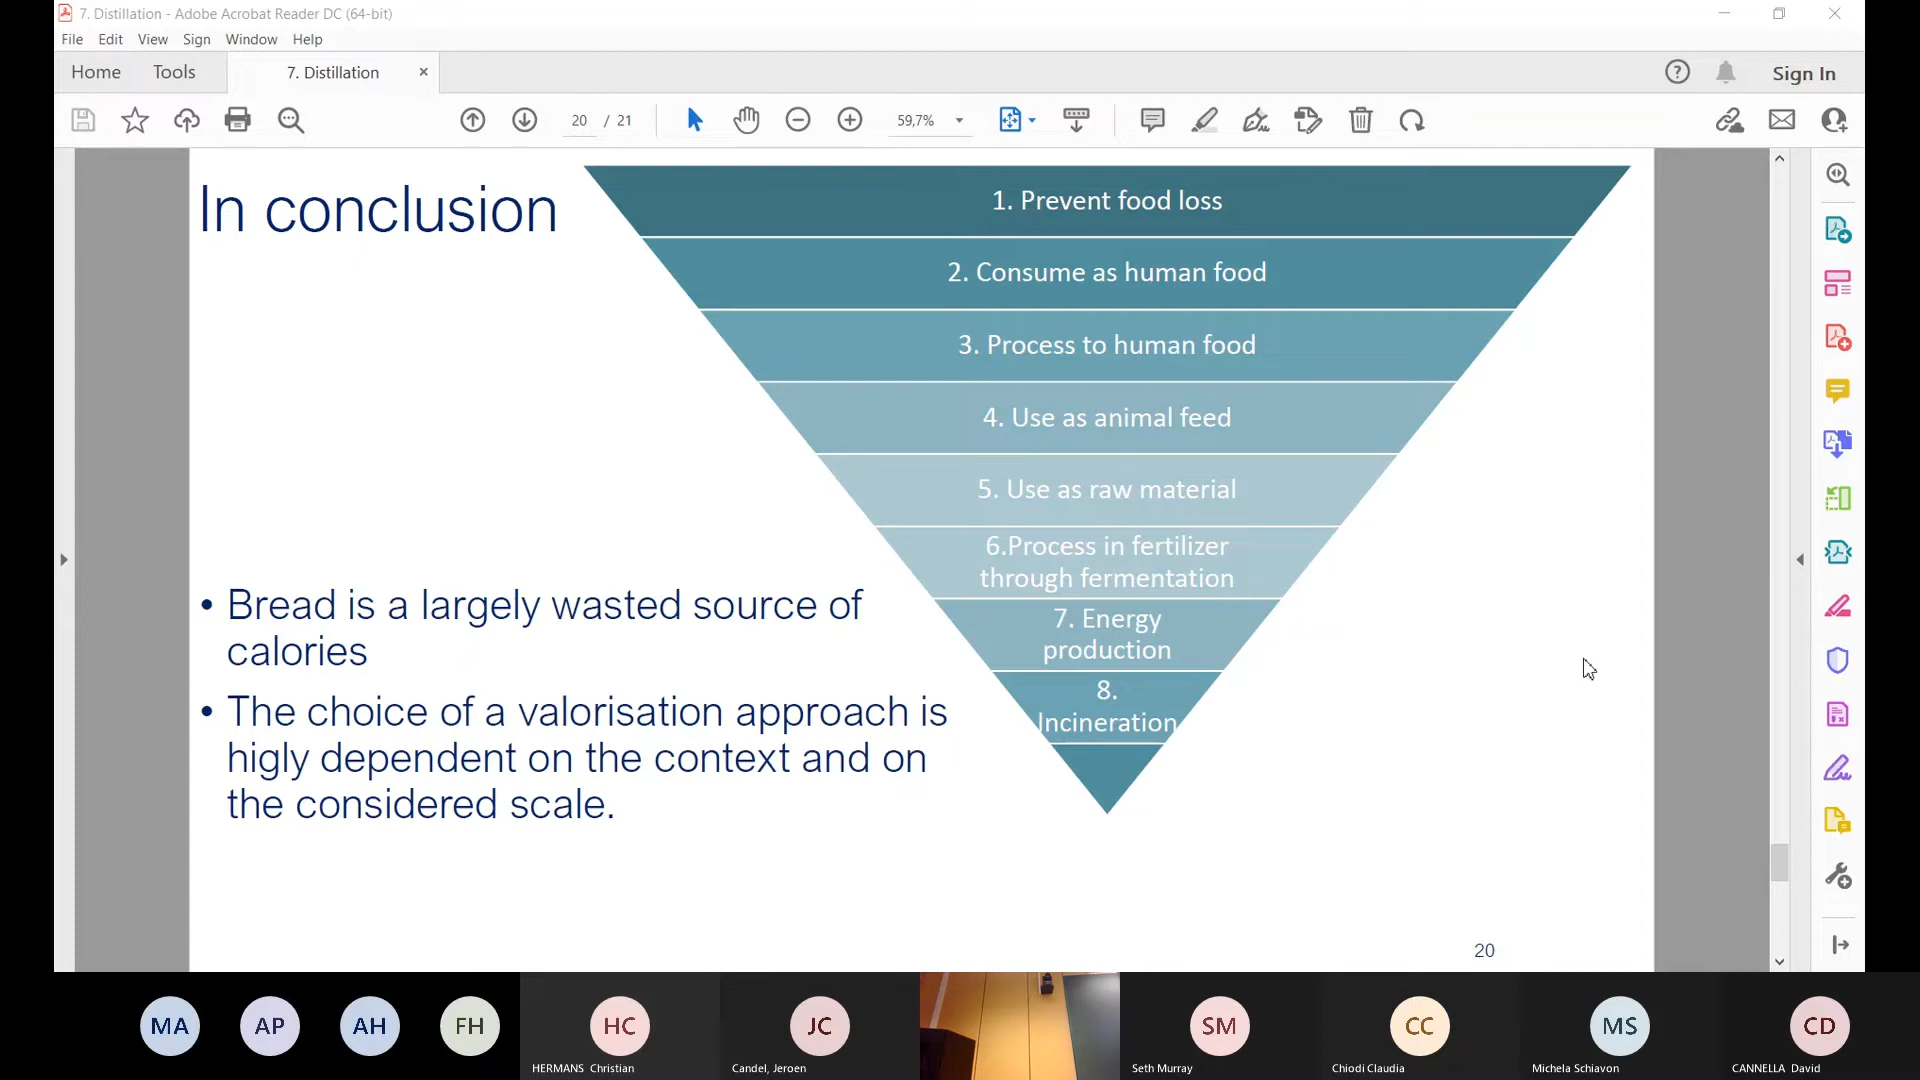 7. Distillation - Adobe Acrobat Reader DC (64-bit)
File Edit View Sign Window Help
Home Tools 7. Distillation × Sign In
20 / 21 59,7%
In conclusion
1. Prevent food loss
2. Consume as human food
3. Process to human food
4. Use as animal feed
5. Use as raw material
6.Process in fertilizer
through fermentation
7. Energy
production
8.
Incineration
• Bread is a largely wasted source of
calories
• The choice of a valorisation approach is
higly dependent on the context and on
the considered scale.
20
MA AP AH FH HC JC SM CC MS CD
HERMANS Christian Candel, Jeroen Seth Murray Chiodi Claudia Michela Schiavon CANNELLA David